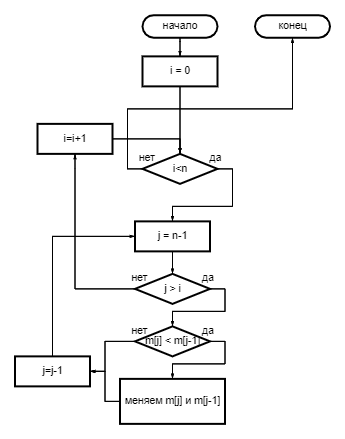 начало
конец
i = 0
i=i+1
нет
да
i<n
j = n-1
нет
да
j > i
нет
да
m[j] < m[j-1]
j=j-1
меняем m[j] и m[j-1]